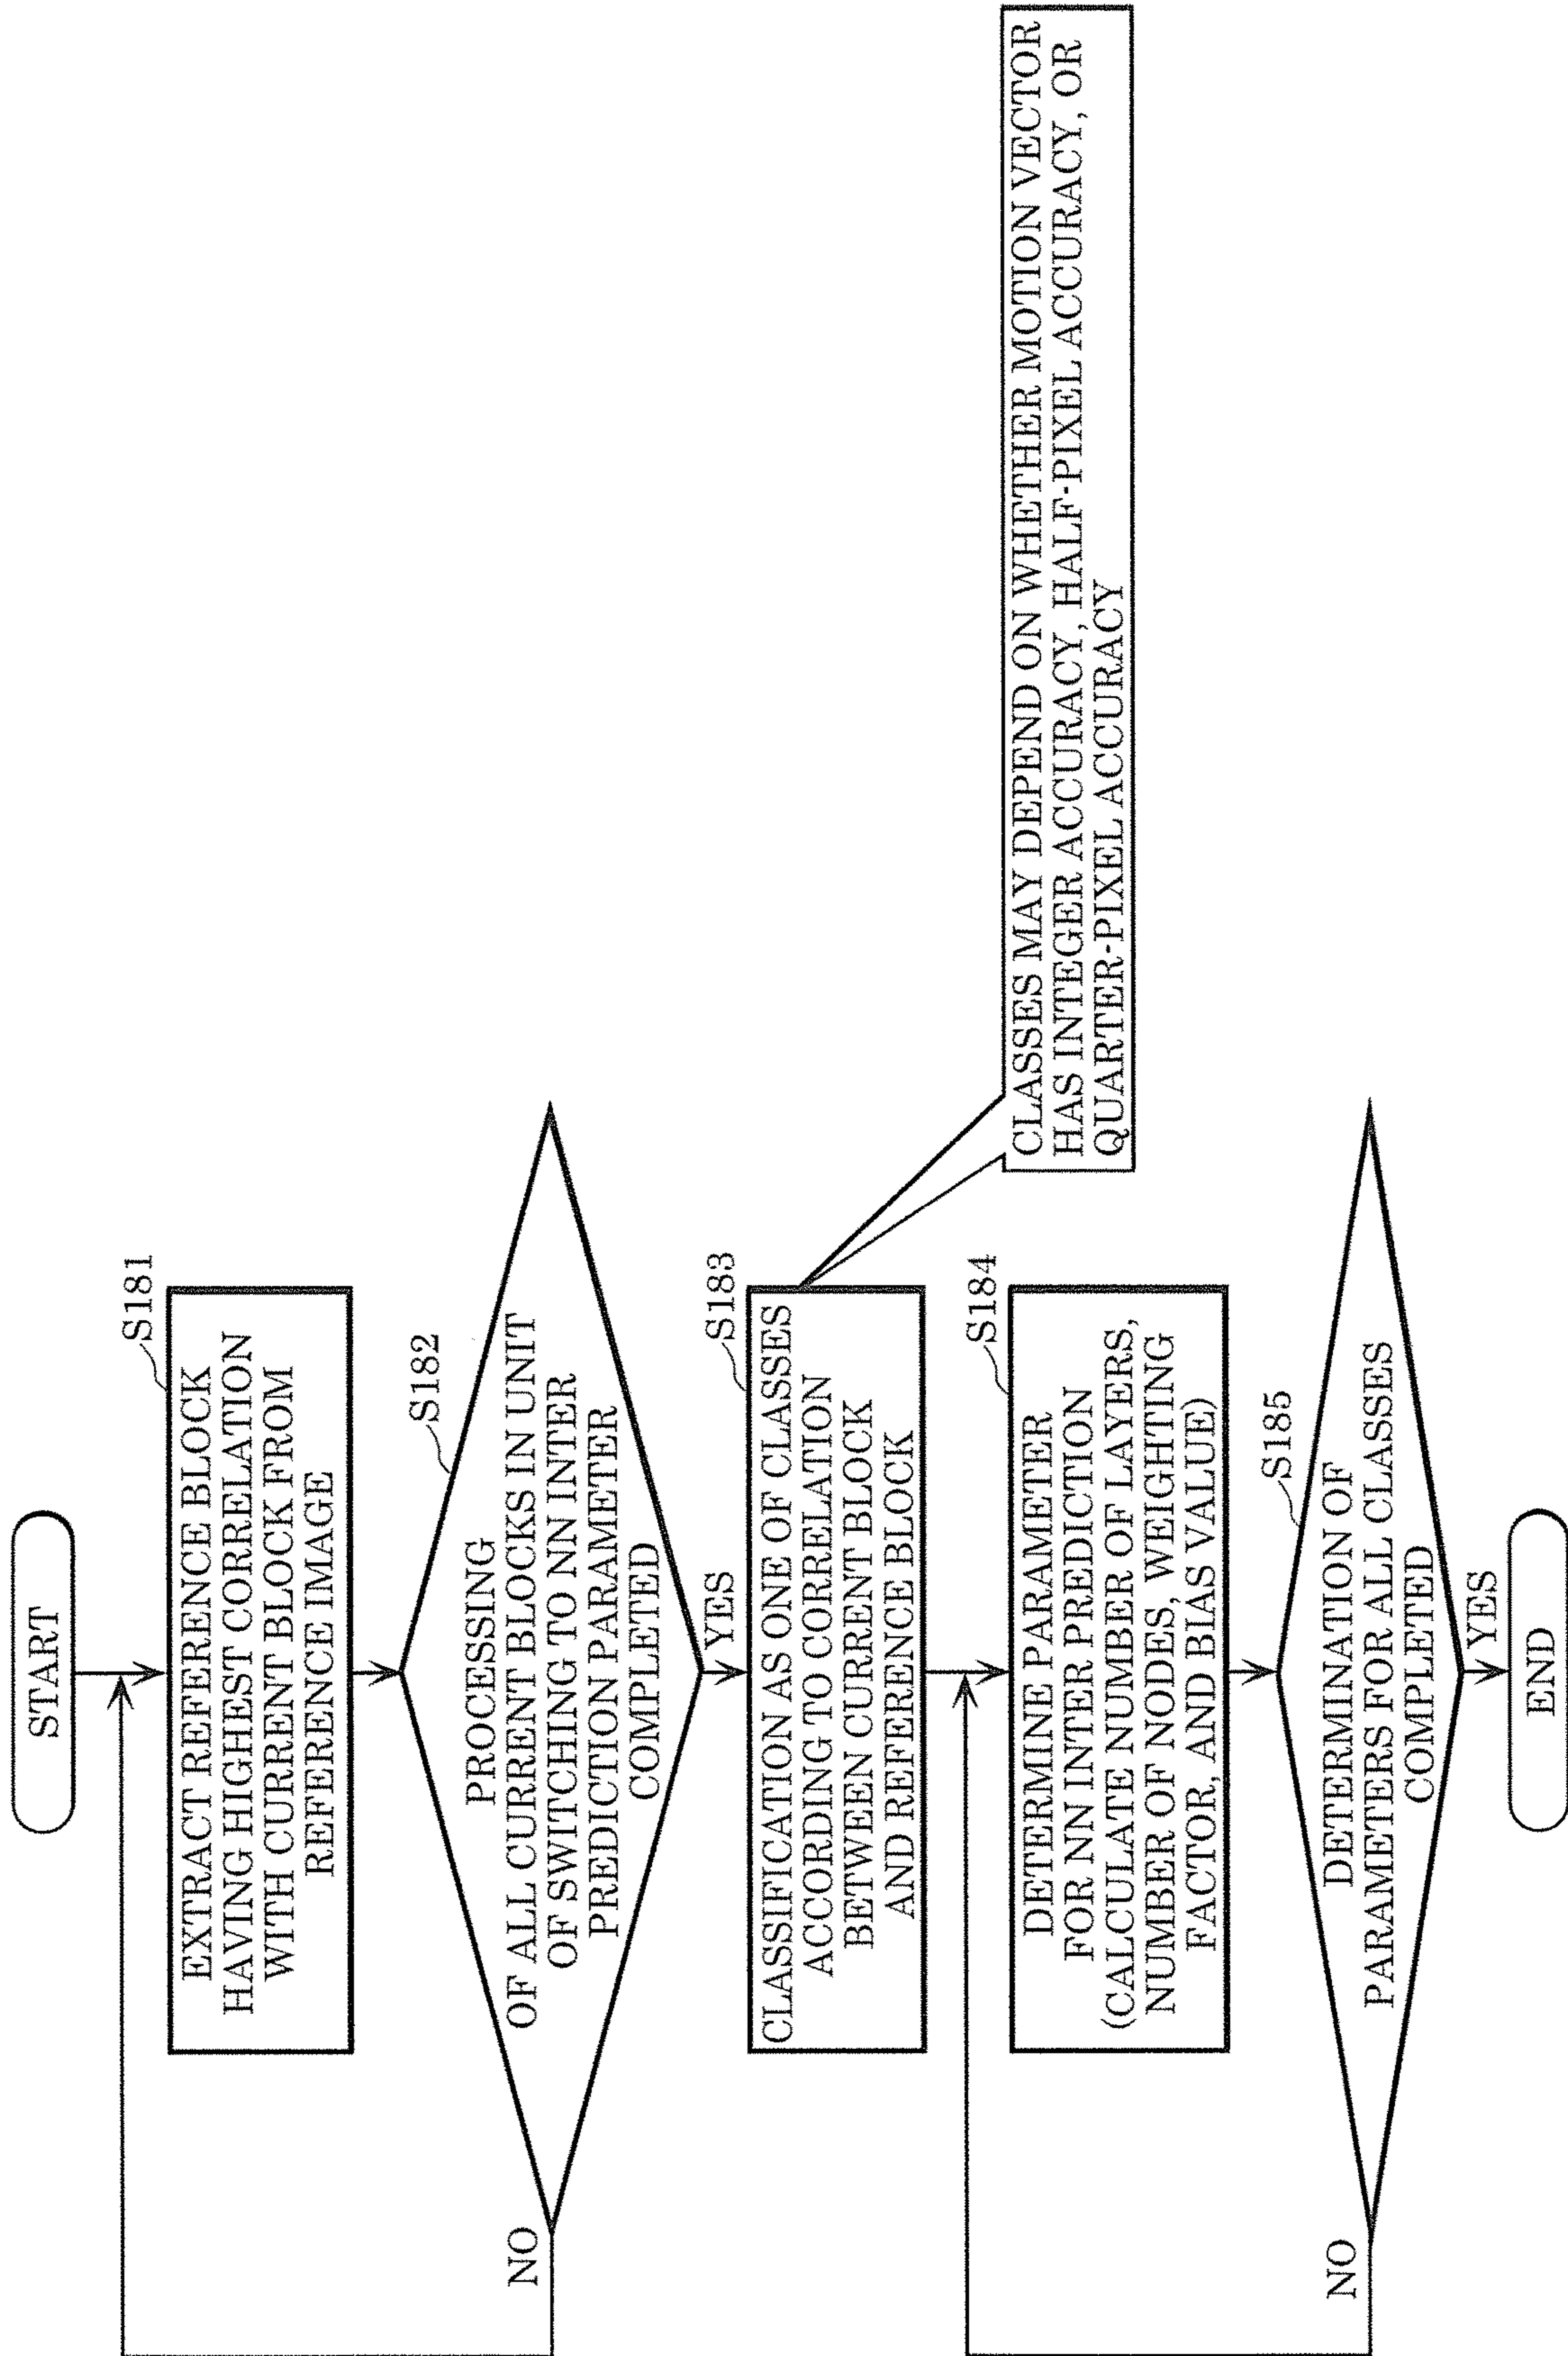 START
S181
EXTRACT REFERENCE BLOCK
HAVING HIGHEST CORRELATION
WITH CURRENT BLOCK FROM
REFERENCE IMAGE
S182
PROCESSING
OF ALL CURRENT BLOCKS IN UNIT
OF SWITCHING TO NN INTER
PREDICTION PARAMETER
COMPLETED
NO
YES
S183
CLASSIFICATION AS ONE OF CLASSES
ACCORDING TO CORRELATION
BETWEEN CURRENT BLOCK
AND REFERENCE BLOCK
CLASSES MAY DEPEND ON WHETHER MOTION VECTOR
HAS INTEGER ACCURACY, HALF-PIXEL ACCURACY, OR
QUARTER-PIXEL ACCURACY
S184
DETERMINE PARAMETER
FOR NN INTER PREDICTION
(CALCULATE NUMBER OF LAYERS,
NUMBER OF NODES, WEIGHTING
FACTOR, AND BIAS VALUE)
S185
DETERMINATION OF
PARAMETERS FOR ALL CLASSES
COMPLETED
NO
YES
END